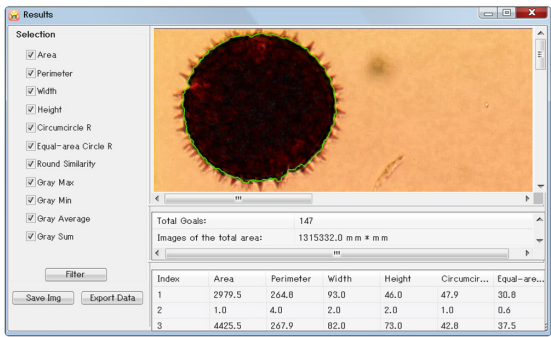 Results
Selection
Area
Perimeter
Width
Height
Circumcircle R
Equal-area Circle R
Round Similarity
Gray Max
Gray Min
Gray Average
Gray Sum
Filter
Save Img Export Data
Total Goals: 147
Images of the total area: 1315332.0 m m * m m
Index Area Perimeter Width Height Circumcir... Equal-are...
1 2979.5 264.8 93.0 46.0 47.9 30.8
2 1.0 4.0 2.0 2.0 1.0 0.6
3 4425.5 267.9 82.0 73.0 42.8 37.5